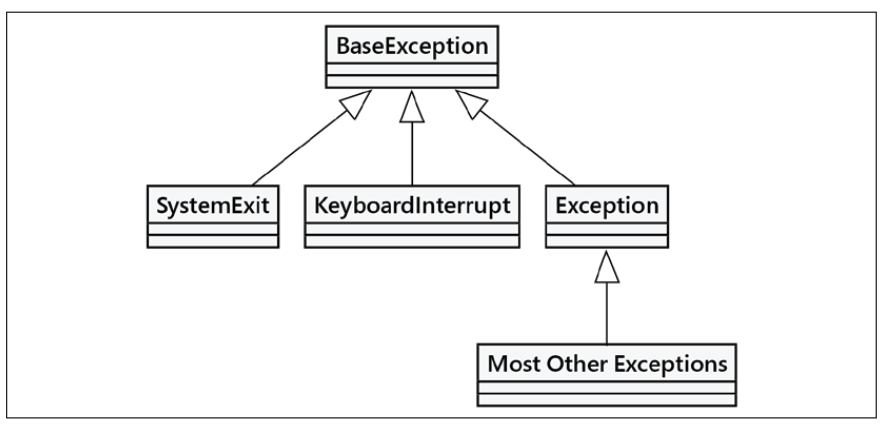 BaseException
SystemExit
KeyboardInterrupt
Exception
Most Other Exceptions